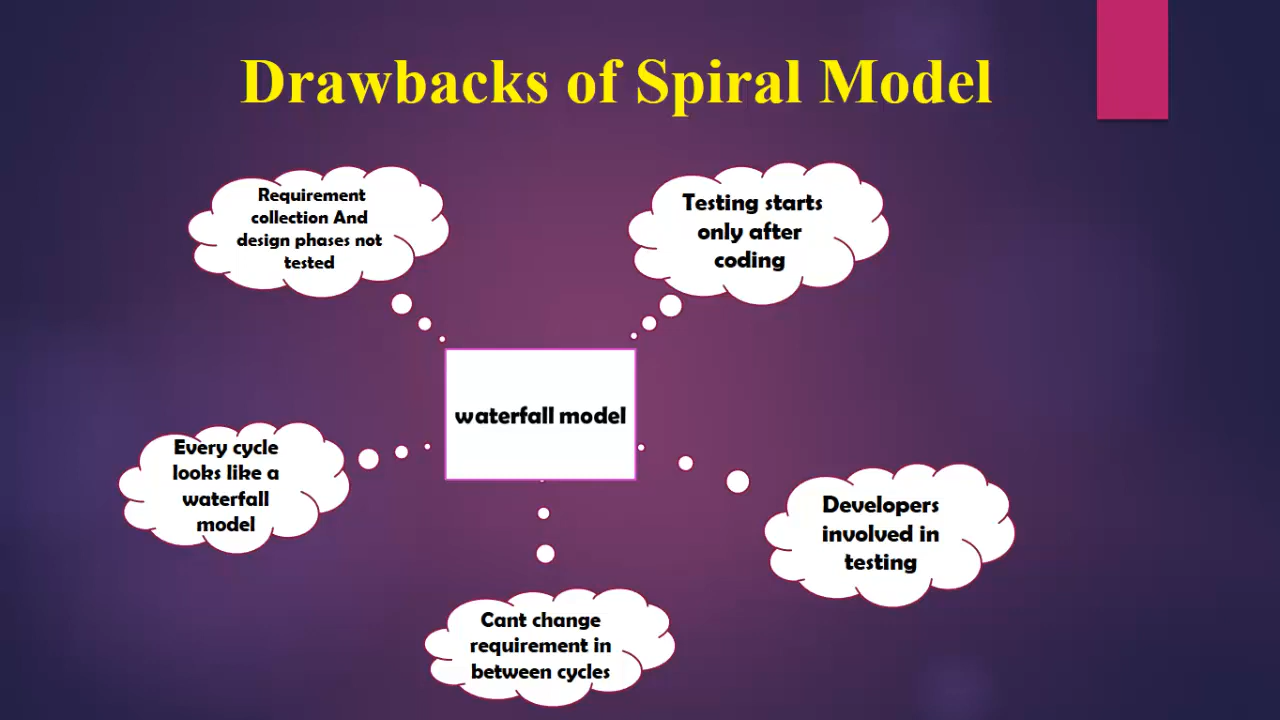 Drawbacks of Spiral Model
Requirement
collection And
design phases not
tested
Testing starts
only after
coding
waterfall model
Every cycle
looks like a
waterfall
model
Developers
involved in
testing
Cant change
requirement in
between cycles